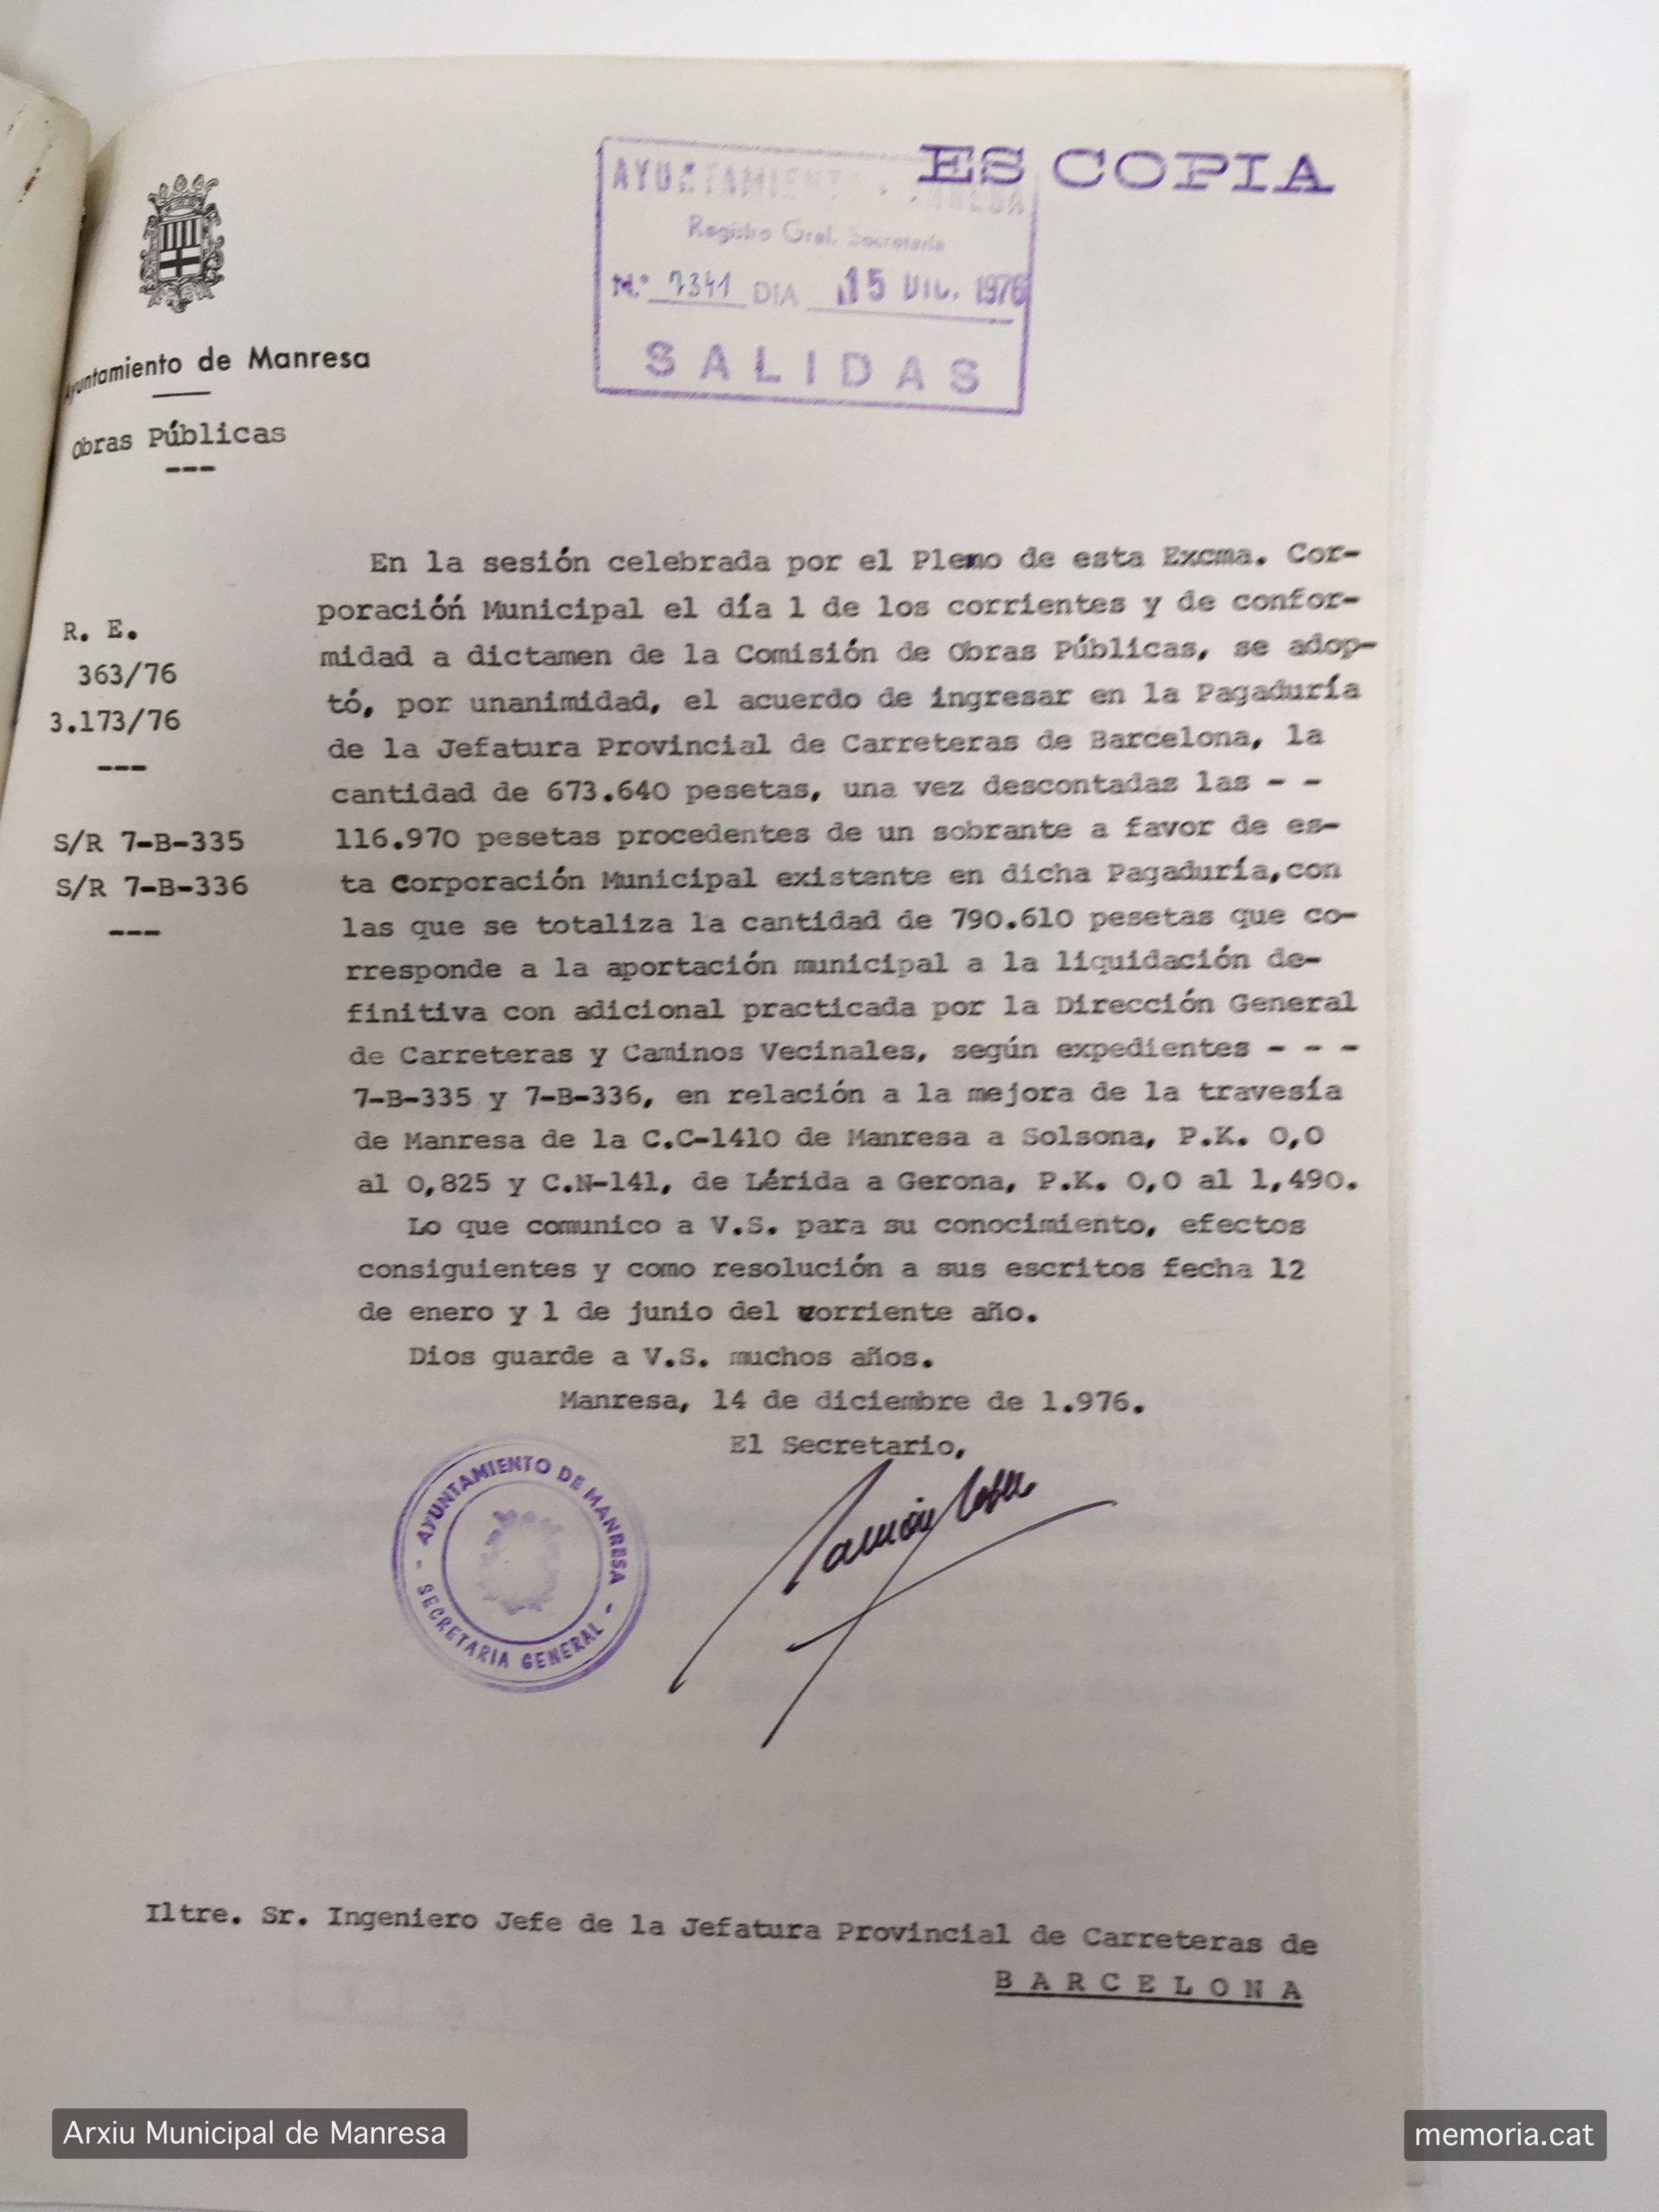 ES COPIA
AYUNTAMIENTO
Registro Gral. Secretaría
N.º 7341 DIA 15 DIC. 1976
SALIDAS
Ayuntamiento de Manresa
Obras Públicas
---
R. E.
363/76
3.173/76
---
S/R 7-B-335
S/R 7-B-336
---
En la sesión celebrada por el Pleno de esta Excma. Cor-
poración Municipal el día 1 de los corrientes y de confor-
midad a dictamen de la Comisión de Obras Públicas, se adop-
tó, por unanimidad, el acuerdo de ingresar en la Pagaduría
de la Jefatura Provincial de Carreteras de Barcelona, la
cantidad de 673.640 pesetas, una vez descontadas las - -
116.970 pesetas procedentes de un sobrante a favor de es-
ta Corporación Municipal existente en dicha Pagaduría,con
las que se totaliza la cantidad de 790.610 pesetas que co-
rresponde a la aportación municipal a la liquidación de-
finitiva con adicional practicada por la Dirección General
de Carreteras y Caminos Vecinales, según expedientes - - -
7-B-335 y 7-B-336, en relación a la mejora de la travesía
de Manresa de la C.C-1410 de Manresa a Solsona, P.K. 0,0
al 0,825 y C.N-141, de Lérida a Gerona, P.K. 0,0 al 1,490.
Lo que comunico a V.S. para su conocimiento, efectos
consiguientes y como resolución a sus escritos fecha 12
de enero y 1 de junio del corriente año.
Dios guarde a V.S. muchos años.
Manresa, 14 de diciembre de 1.976.
El Secretario,
- AYUNTAMIENTO DE MANRESA -
SECRETARIA GENERAL
Iltre. Sr. Ingeniero Jefe de la Jefatura Provincial de Carreteras de
BARCELONA
Arxiu Municipal de Manresa
memoria.cat